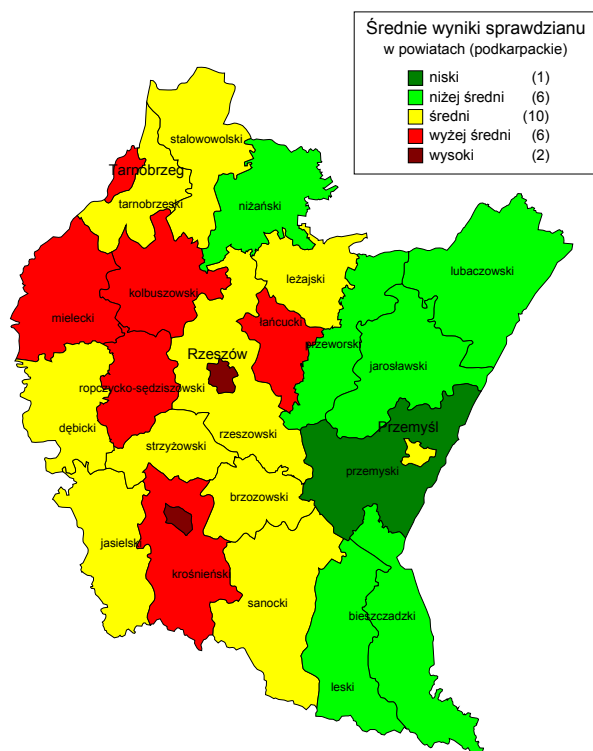 Średnie wyniki sprawdzianu
w powiatach (podkarpackie)
niski (1)
niżej średni (6)
średni (10)
wyżej średni (6)
wysoki (2)
stalowowolski
Tarnobrzeg
tarnobrzeski
niżański
lubaczowski
leżajski
kolbuszowski
mielecki
łańcucki
przeworski
Rzeszów
jarosławski
ropczycko-sędziszowski
dębicki
Przemyśl
rzeszowski
strzyżowski
przemyski
brzozowski
jasielski
krośnieński
sanocki
bieszczadzki
leski